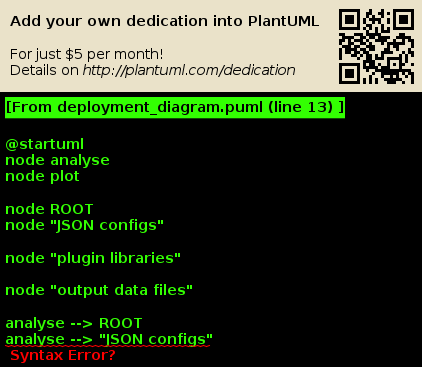 Add your own dedication into PlantUML
For just $5 per month!
Details on http://plantuml.com/dedication
[From deployment_diagram.puml (line 13) ]
@startuml
node analyse
node plot
node ROOT
node "JSON configs"
node "plugin libraries"
node "output data files"
analyse --> ROOT
analyse --> "JSON configs"
Syntax Error?